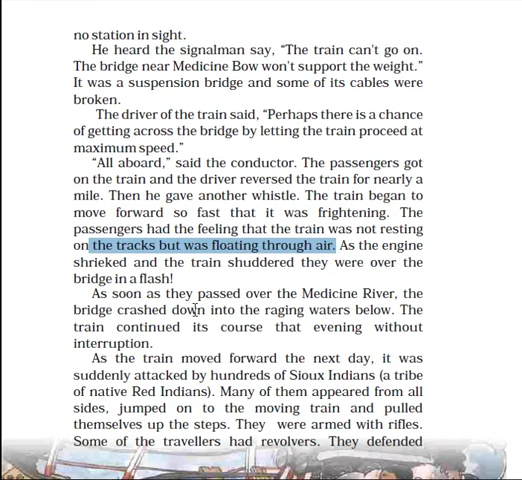 no station in sight.
He heard the signalman say, “The train can't go on.
The bridge near Medicine Bow won't support the weight.”
It was a suspension bridge and some of its cables were
broken.
The driver of the train said, “Perhaps there is a chance
of getting across the bridge by letting the train proceed at
maximum speed.”
“All aboard,” said the conductor. The passengers got
on the train and the driver reversed the train for nearly a
mile. Then he gave another whistle. The train began to
move forward so fast that it was frightening. The
passengers had the feeling that the train was not resting
on the tracks but was floating through air. As the engine
shrieked and the train shuddered they were over the
bridge in a flash!
As soon as they passed over the Medicine River, the
bridge crashed down into the raging waters below. The
train continued its course that evening without
interruption.
As the train moved forward the next day, it was
suddenly attacked by hundreds of Sioux Indians (a tribe
of native Red Indians). Many of them appeared from all
sides, jumped on to the moving train and pulled
themselves up the steps. They were armed with rifles.
Some of the travellers had revolvers. They defended